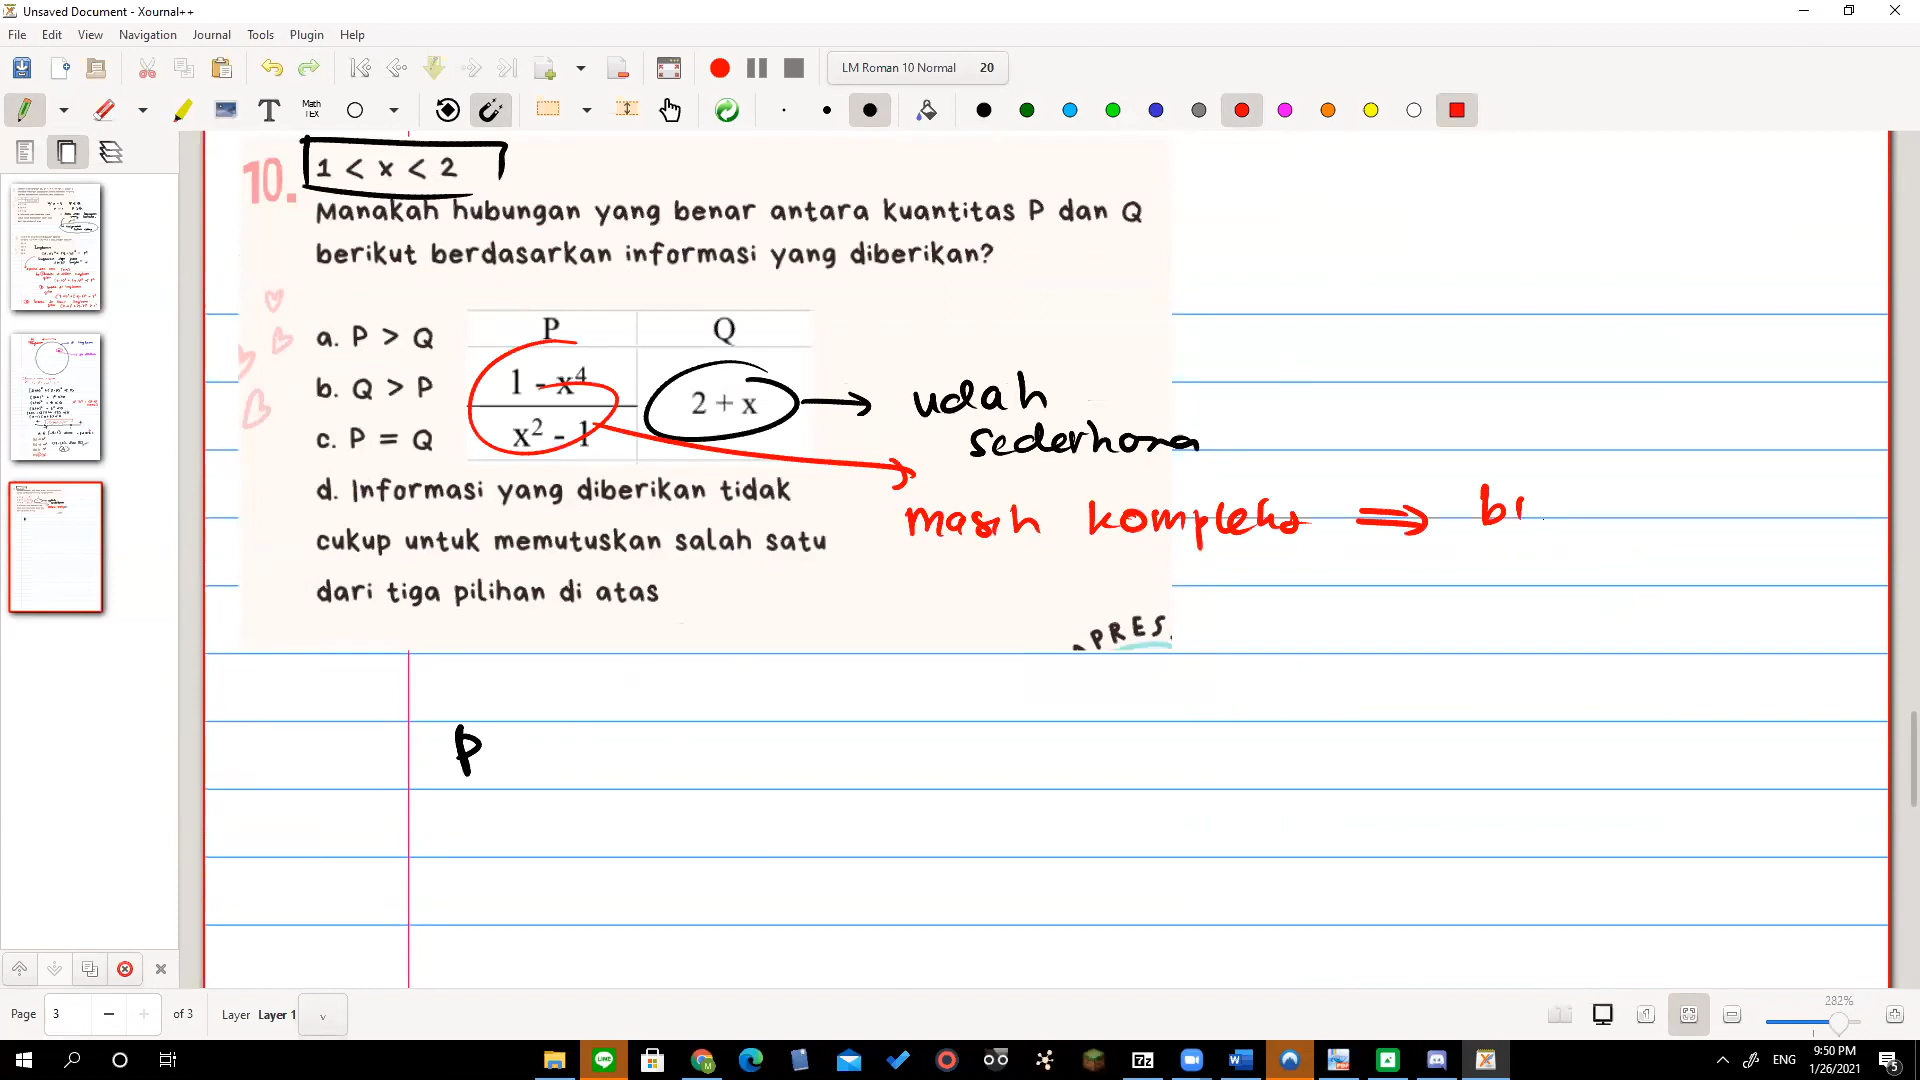 Unsaved Document - Xournal++
File Edit View Navigation Journal Tools Plugin Help
LM Roman 10 Normal 20
Math
TEX
10. 1 < x < 2
Manakah hubungan yang benar antara kuantitas P dan Q
berikut berdasarkan informasi yang diberikan?
P Q
a. P > Q
1 - x⁴
b. Q > P
2 + x
udah
sederhana
x² - 1
c. P = Q
d. Informasi yang diberikan tidak
masih kompleks ⇒
cukup untuk memutuskan salah satu
dari tiga pilihan di atas
PRES
P
Page 3 of 3 Layer Layer 1
282%
ENG
9:50 PM
1/26/2021
5